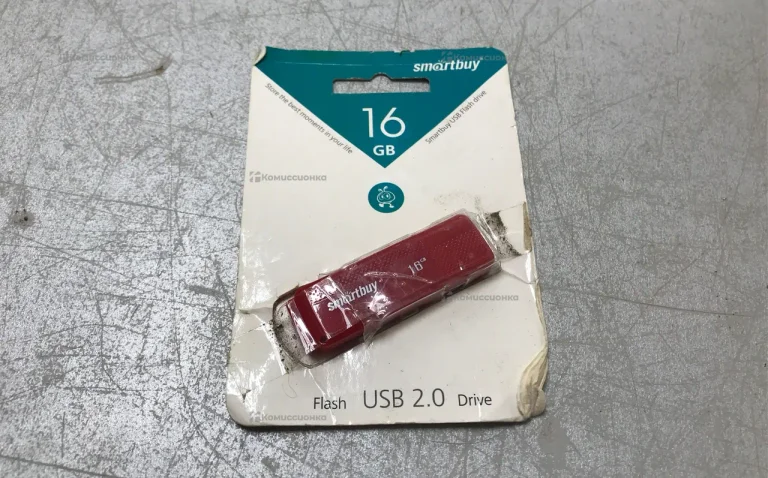 smartbuy
16
GB
Store the best moments in your life
Smartbuy USB Flash drive
Комиссионка
16GB
smartbuy
Flash USB 2.0 Drive
Комиссионка
Комиссионка